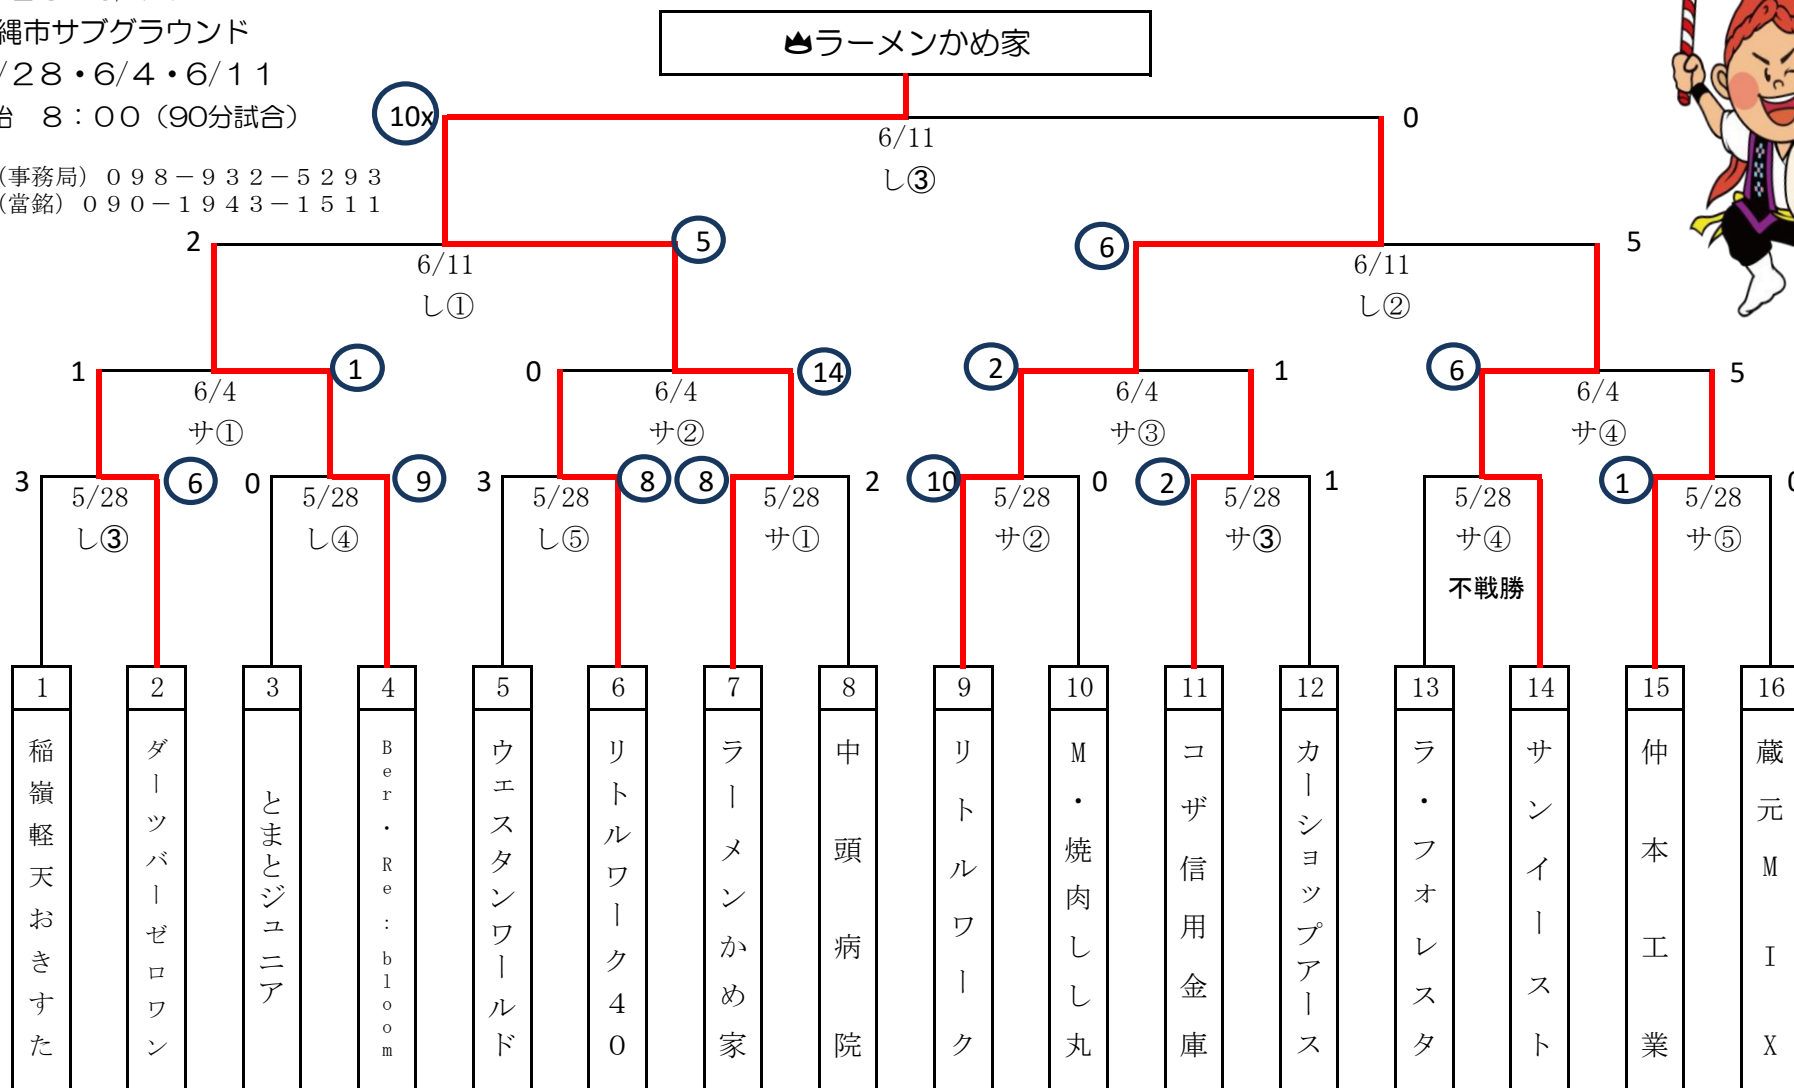 縄市サブグラウンド
/28・6/4・6/11
始 8:00（90分試合）
（事務局）098－932－5293
（當銘）090－1943－1511
ラーメンかめ家
10x 0
6/11
し③
2 5 6 5
6/11 6/11
し① し②
1 1 0 14 2 1 6 5
6/4 6/4 6/4 6/4
サ① サ② サ③ サ④
3 6 0 9 3 8 8 2 10 0 2 1 1 0
5/28 5/28 5/28 5/28 5/28 5/28 5/28 5/28
し③ し④ し⑤ サ① サ② サ③ サ④ サ⑤
不戦勝
1 2 3 4 5 6 7 8 9 10 11 12 13 14 15 16
稲嶺軽天おきすた
ダーツバーゼロワン
とまとジュニア
Ber・Re:bloom
ウェスタンワールド
リトルワーク40
ラーメンかめ家
中頭病院
リトルワーク
M・焼肉しし丸
コザ信用金庫
カーショップアース
ラ・フォレスタ
サンイースト
仲本工業
蔵元MIX